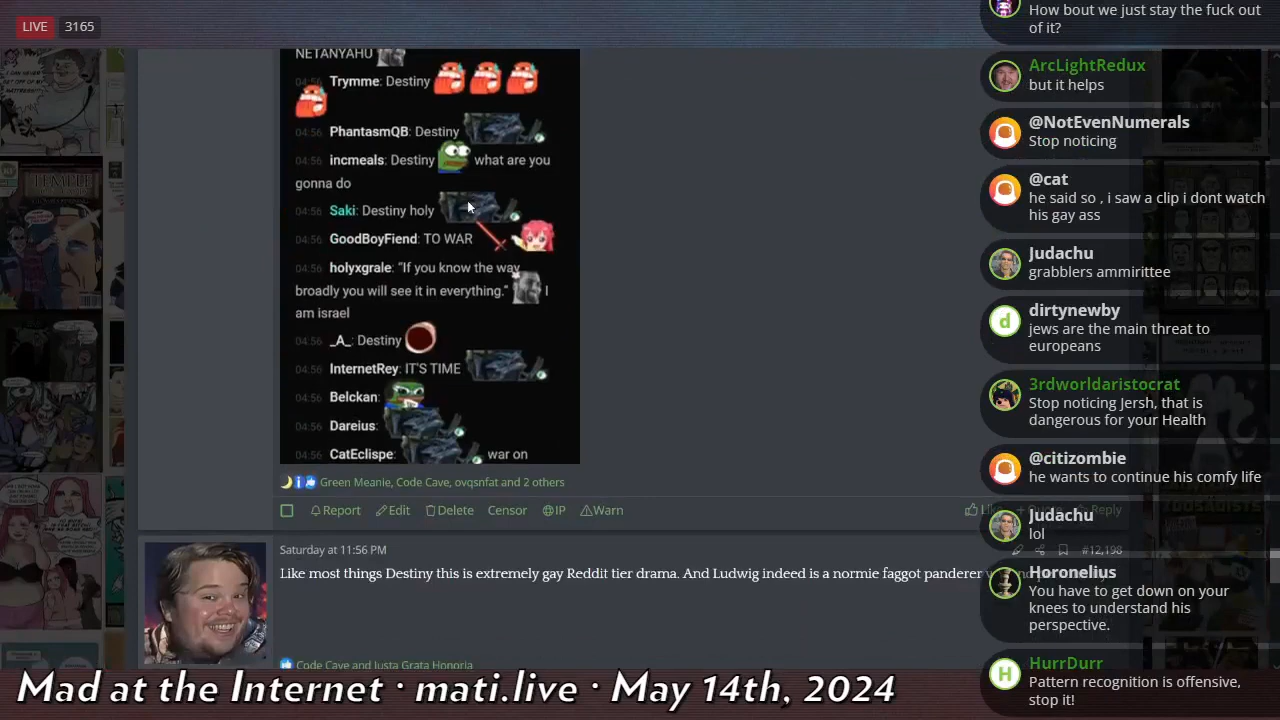 LIVE 3165
NETANYAHU
04:56 Trymme: Destiny
04:56 PhantasmQB: Destiny
04:56 incmeals: Destiny what are you
gonna do
04:56 Saki: Destiny holy
04:56 GoodBoyFiend: TO WAR
04:56 holyxgrale: “If you know the way
broadly you will see it in everything.” I
am israel
04:56 _A_: Destiny
04:56 InternetRey: IT'S TIME
04:56 Belckan:
04:56 Dareius:
04:56 CatEclispe: war on
Green Meanie, Code Cave, ovqsnfat and 2 others
Report Edit Delete Censor IP Warn
Like Quote Reply
Saturday at 11:56 PM
#12,198
Like most things Destiny this is extremely gay Reddit tier drama. And Ludwig indeed is a normie faggot panderer
Code Cave and Iusta Grata Honoria
How bout we just stay the fuck out
of it?
ArcLightRedux
but it helps
@NotEvenNumerals
Stop noticing
@cat
he said so , i saw a clip i dont watch
his gay ass
Judachu
grabblers ammirittee
dirtynewby
jews are the main threat to
europeans
3rdworldaristocrat
Stop noticing Jersh, that is
dangerous for your Health
@citizombie
he wants to continue his comfy life
Judachu
lol
Horonelius
You have to get down on your
knees to understand his
perspective.
HurrDurr
Pattern recognition is offensive,
stop it!
Mad at the Internet · mati.live · May 14th, 2024